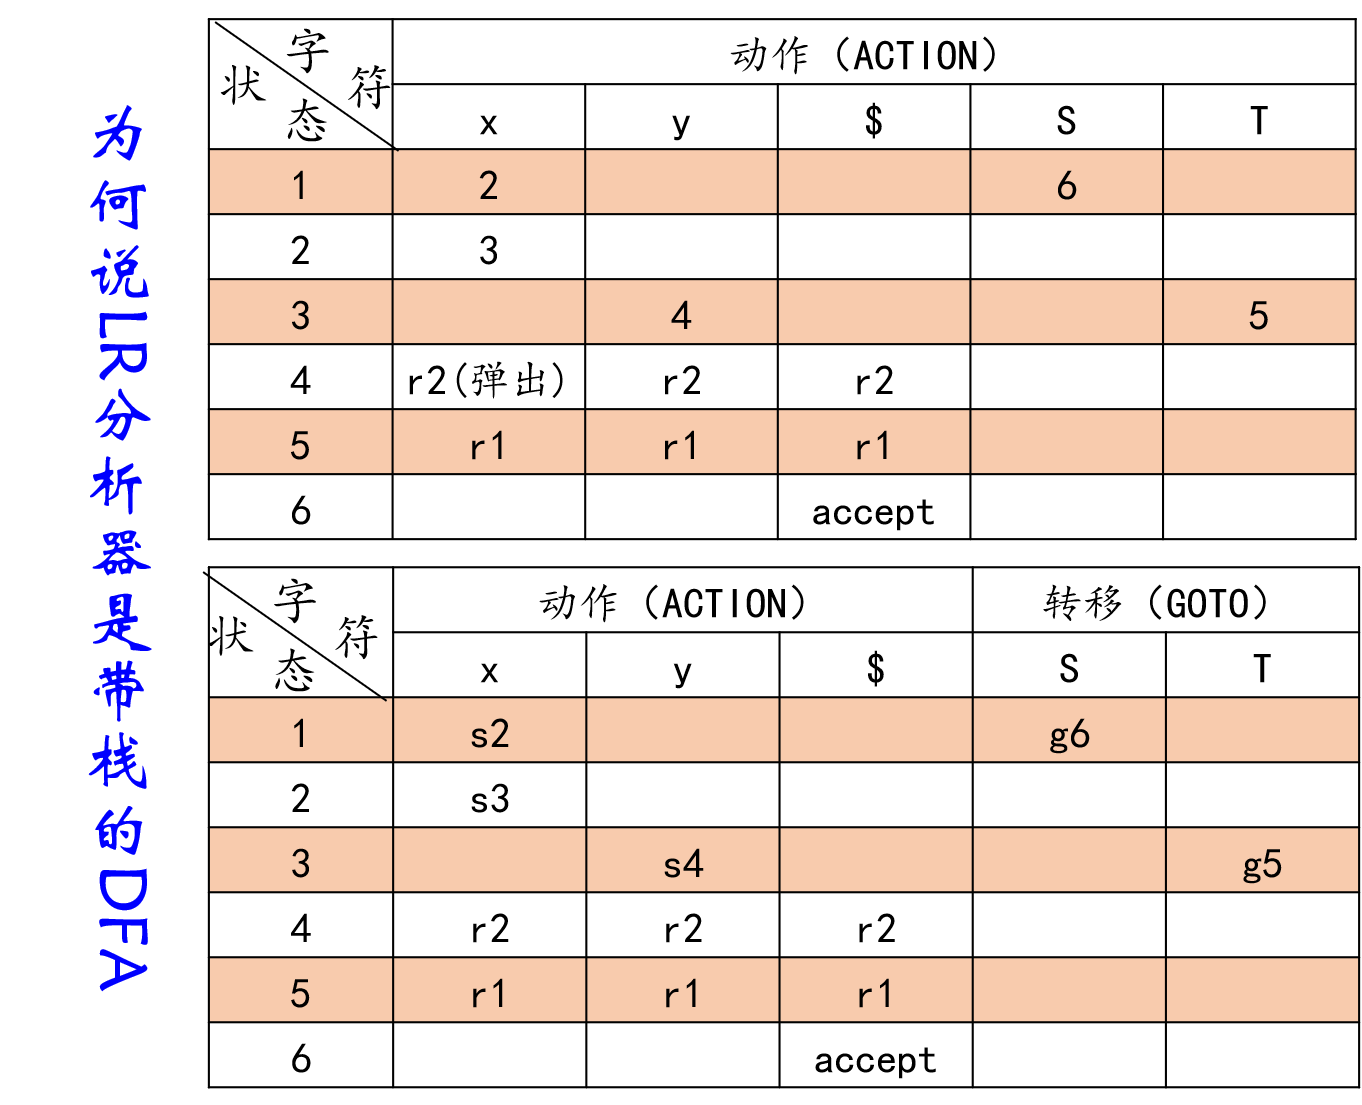 为何说LR分析器是带栈的DFA
字符 状态 动作（ACTION）
x y $ S T
1 2 6
2 3
3 4 5
4 r2(弹出) r2 r2
5 r1 r1 r1
6 accept
字符 状态 动作（ACTION） 转移（GOTO）
x y $ S T
1 s2 g6
2 s3
3 s4 g5
4 r2 r2 r2
5 r1 r1 r1
6 accept